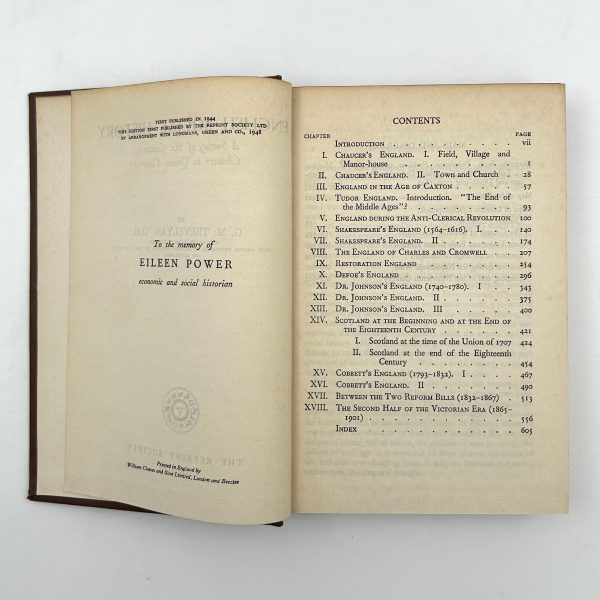 FIRST PUBLISHED IN 1944
THIS EDITION FIRST PUBLISHED BY THE REPRINT SOCIETY LTD
BY ARRANGEMENT WITH LONGMANS, GREEN AND CO., 1948
To the memory of
EILEEN POWER
economic and social historian
Printed in England by
William Clowes and Sons Limited, London and Beccles
CONTENTS
CHAPTER PAGE
INTRODUCTION vii
I. CHAUCER'S ENGLAND. I. Field, Village and
Manor-house 1
II. CHAUCER'S ENGLAND. II. Town and Church 28
III. ENGLAND IN THE AGE OF CAXTON 57
IV. TUDOR ENGLAND. Introduction. "The End of
the Middle Ages"? 93
V. ENGLAND DURING THE ANTI-CLERICAL REVOLUTION 100
VI. SHAKESPEARE'S ENGLAND (1564–1616). I. 140
VII. SHAKESPEARE'S ENGLAND. II 174
VIII. THE ENGLAND OF CHARLES AND CROMWELL 207
IX. RESTORATION ENGLAND 254
X. DEFOE'S ENGLAND 296
XI. DR. JOHNSON'S ENGLAND (1740–1780). I 343
XII. DR. JOHNSON'S ENGLAND. II 375
XIII. DR. JOHNSON'S ENGLAND. III 400
XIV. SCOTLAND AT THE BEGINNING AND AT THE END OF
THE EIGHTEENTH CENTURY 421
I. Scotland at the time of the Union of 1707 424
II. Scotland at the end of the Eighteenth
Century 454
XV. COBBETT'S ENGLAND (1793–1832). I 467
XVI. COBBETT'S ENGLAND. II 490
XVII. BETWEEN THE TWO REFORM BILLS (1832–1867) 513
XVIII. THE SECOND HALF OF THE VICTORIAN ERA (1865–
1901) 556
INDEX 605